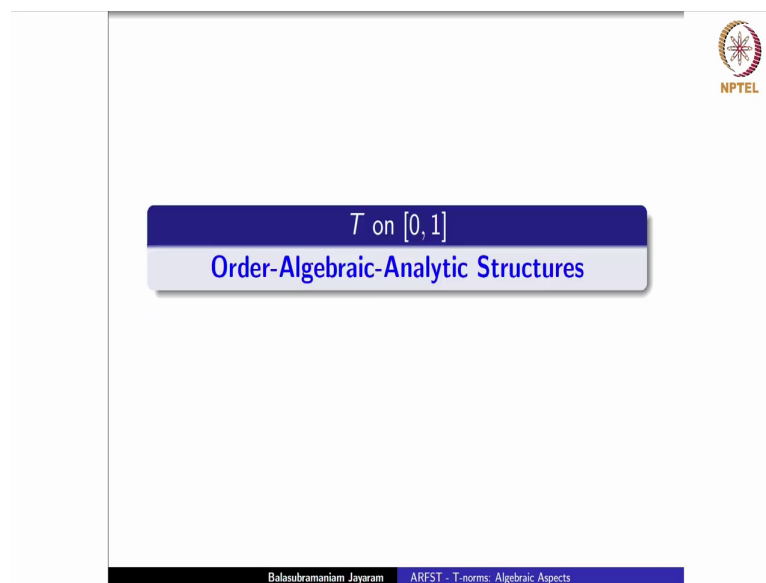 NPTEL
T on [0, 1]
Order-Algebraic-Analytic Structures
Balasubramaniam Jayaram ARFST - T-norms: Algebraic Aspects